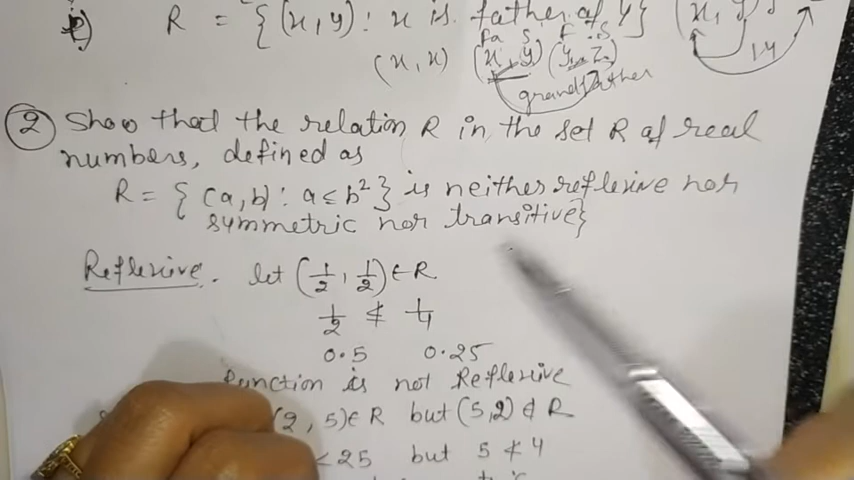 R = {(x,y): x is father of y}
Fa S F S
(x,x) (x,y) (y,z)
grandfather
② Show that the relation R in the set R of real
numbers, defined as
R = { (a,b): a ≤ b² } is neither reflexive nor
symmetric nor transitive}
Reflexive. let (1/2, 1/2) ∈ R
1/2 ≰ 1/4
0.5 0.25
Function is not Reflexive
(2,5) ∈ R but (5,2) ∉ R
< 25 but 5 ≮ 4